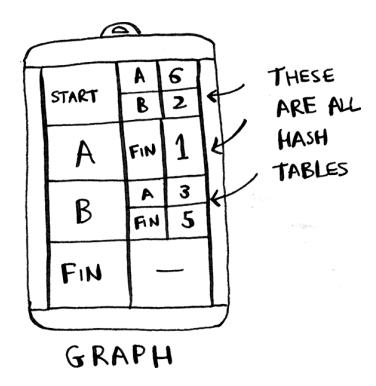 START A 6
B 2
A FIN 1
B A 3
FIN 5
FIN —
THESE
ARE ALL
HASH
TABLES
GRAPH